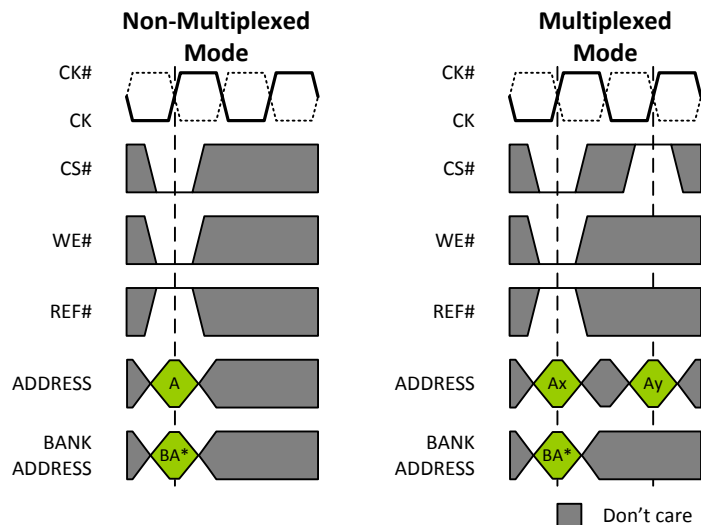 Non-Multiplexed
Mode
CK#
CK
CS#
WE#
REF#
ADDRESS
A
BANK
ADDRESS
BA*
Multiplexed
Mode
CK#
CK
CS#
WE#
REF#
ADDRESS
Ax
Ay
BANK
ADDRESS
BA*
Don't care